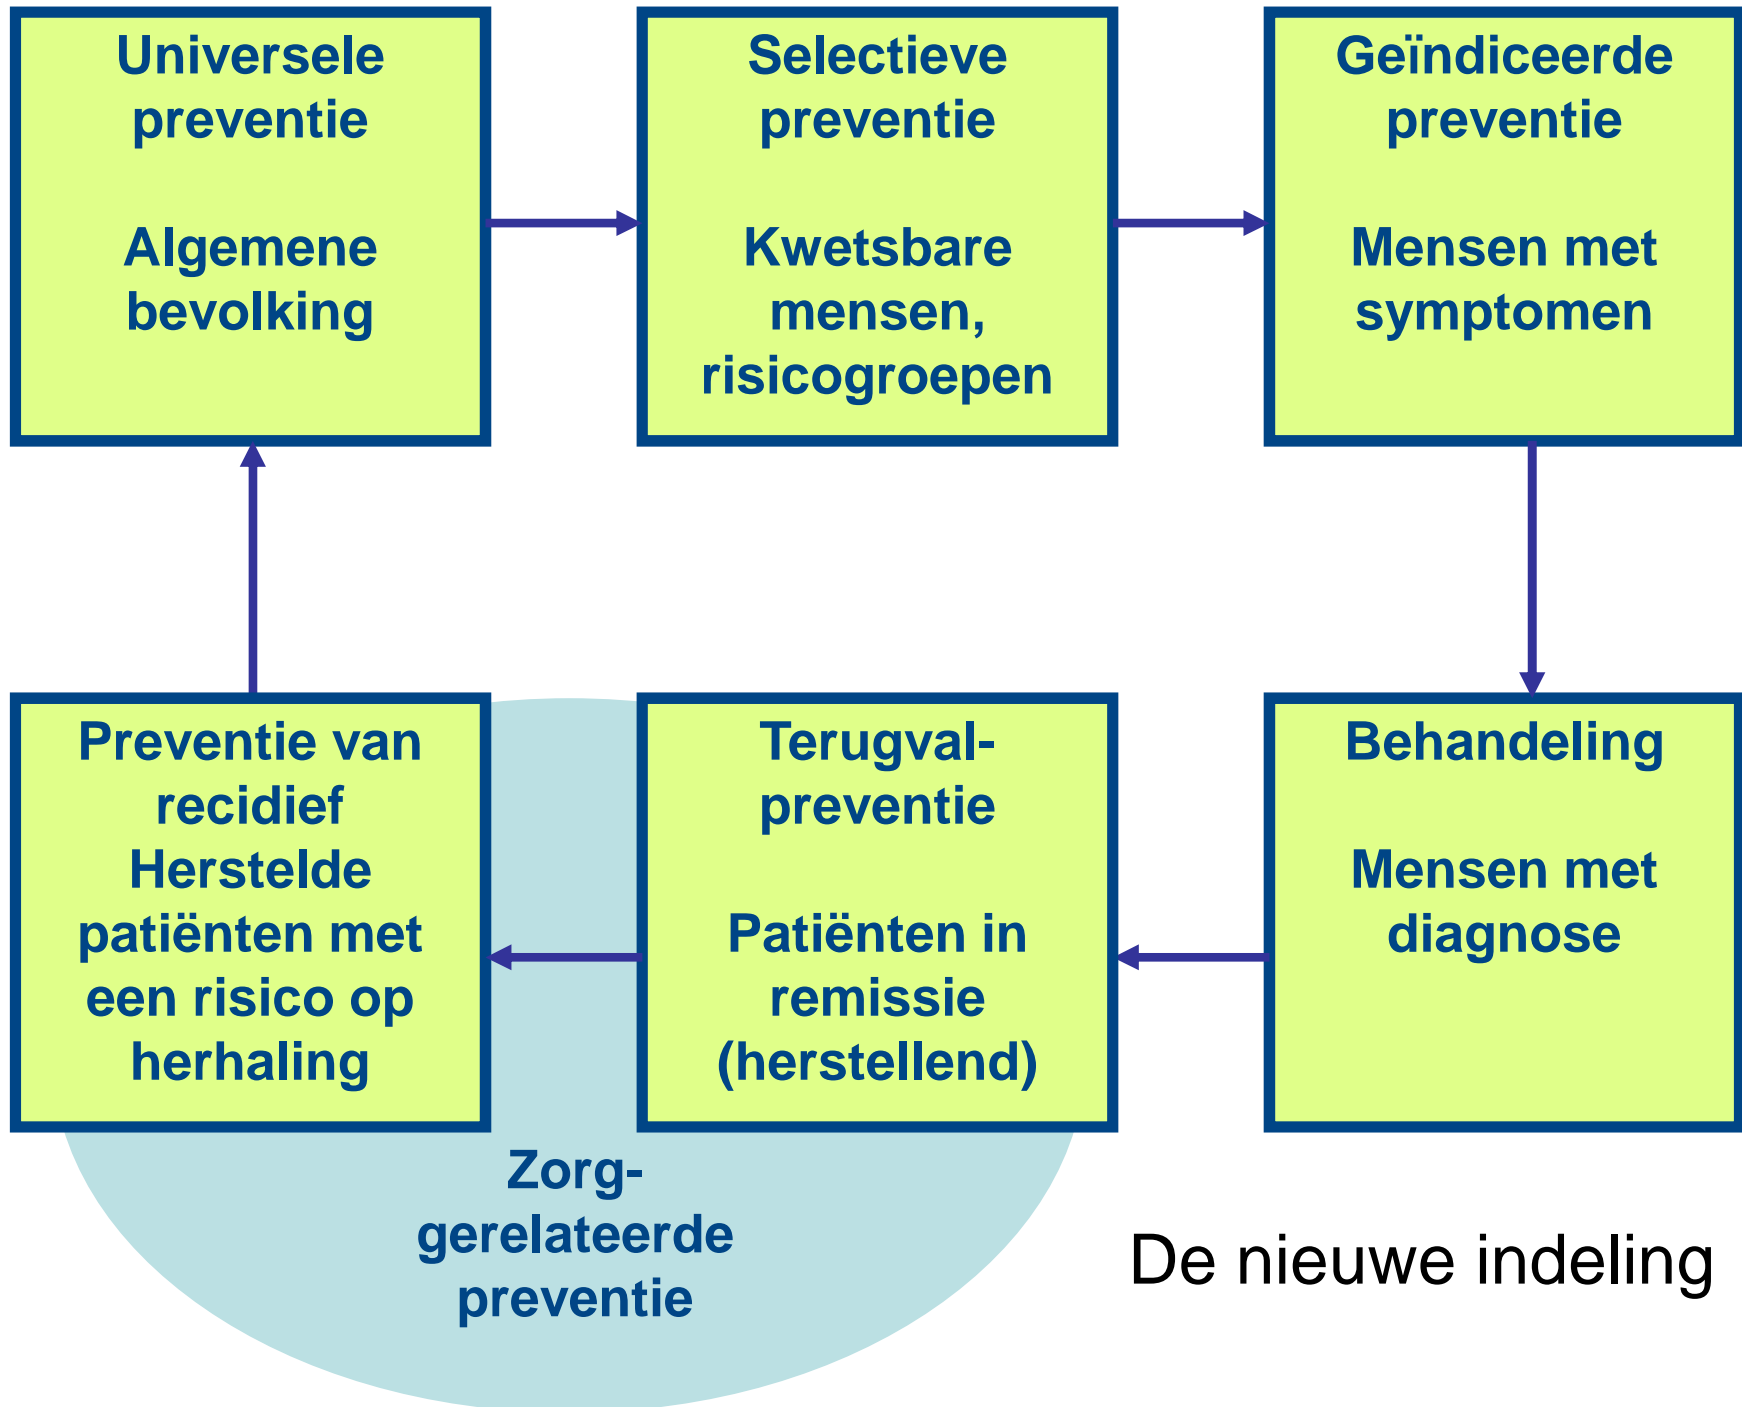 Universele
preventie
Algemene
bevolking
Selectieve
preventie
Kwetsbare
mensen,
risicogroepen
Geïndiceerde
preventie
Mensen met
symptomen
Preventie van
recidief
Herstelde
patiënten met
een risico op
herhaling
Terugval-
preventie
Patiënten in
remissie
(herstellend)
Behandeling
Mensen met
diagnose
Zorg-
gerelateerde
preventie
De nieuwe indeling